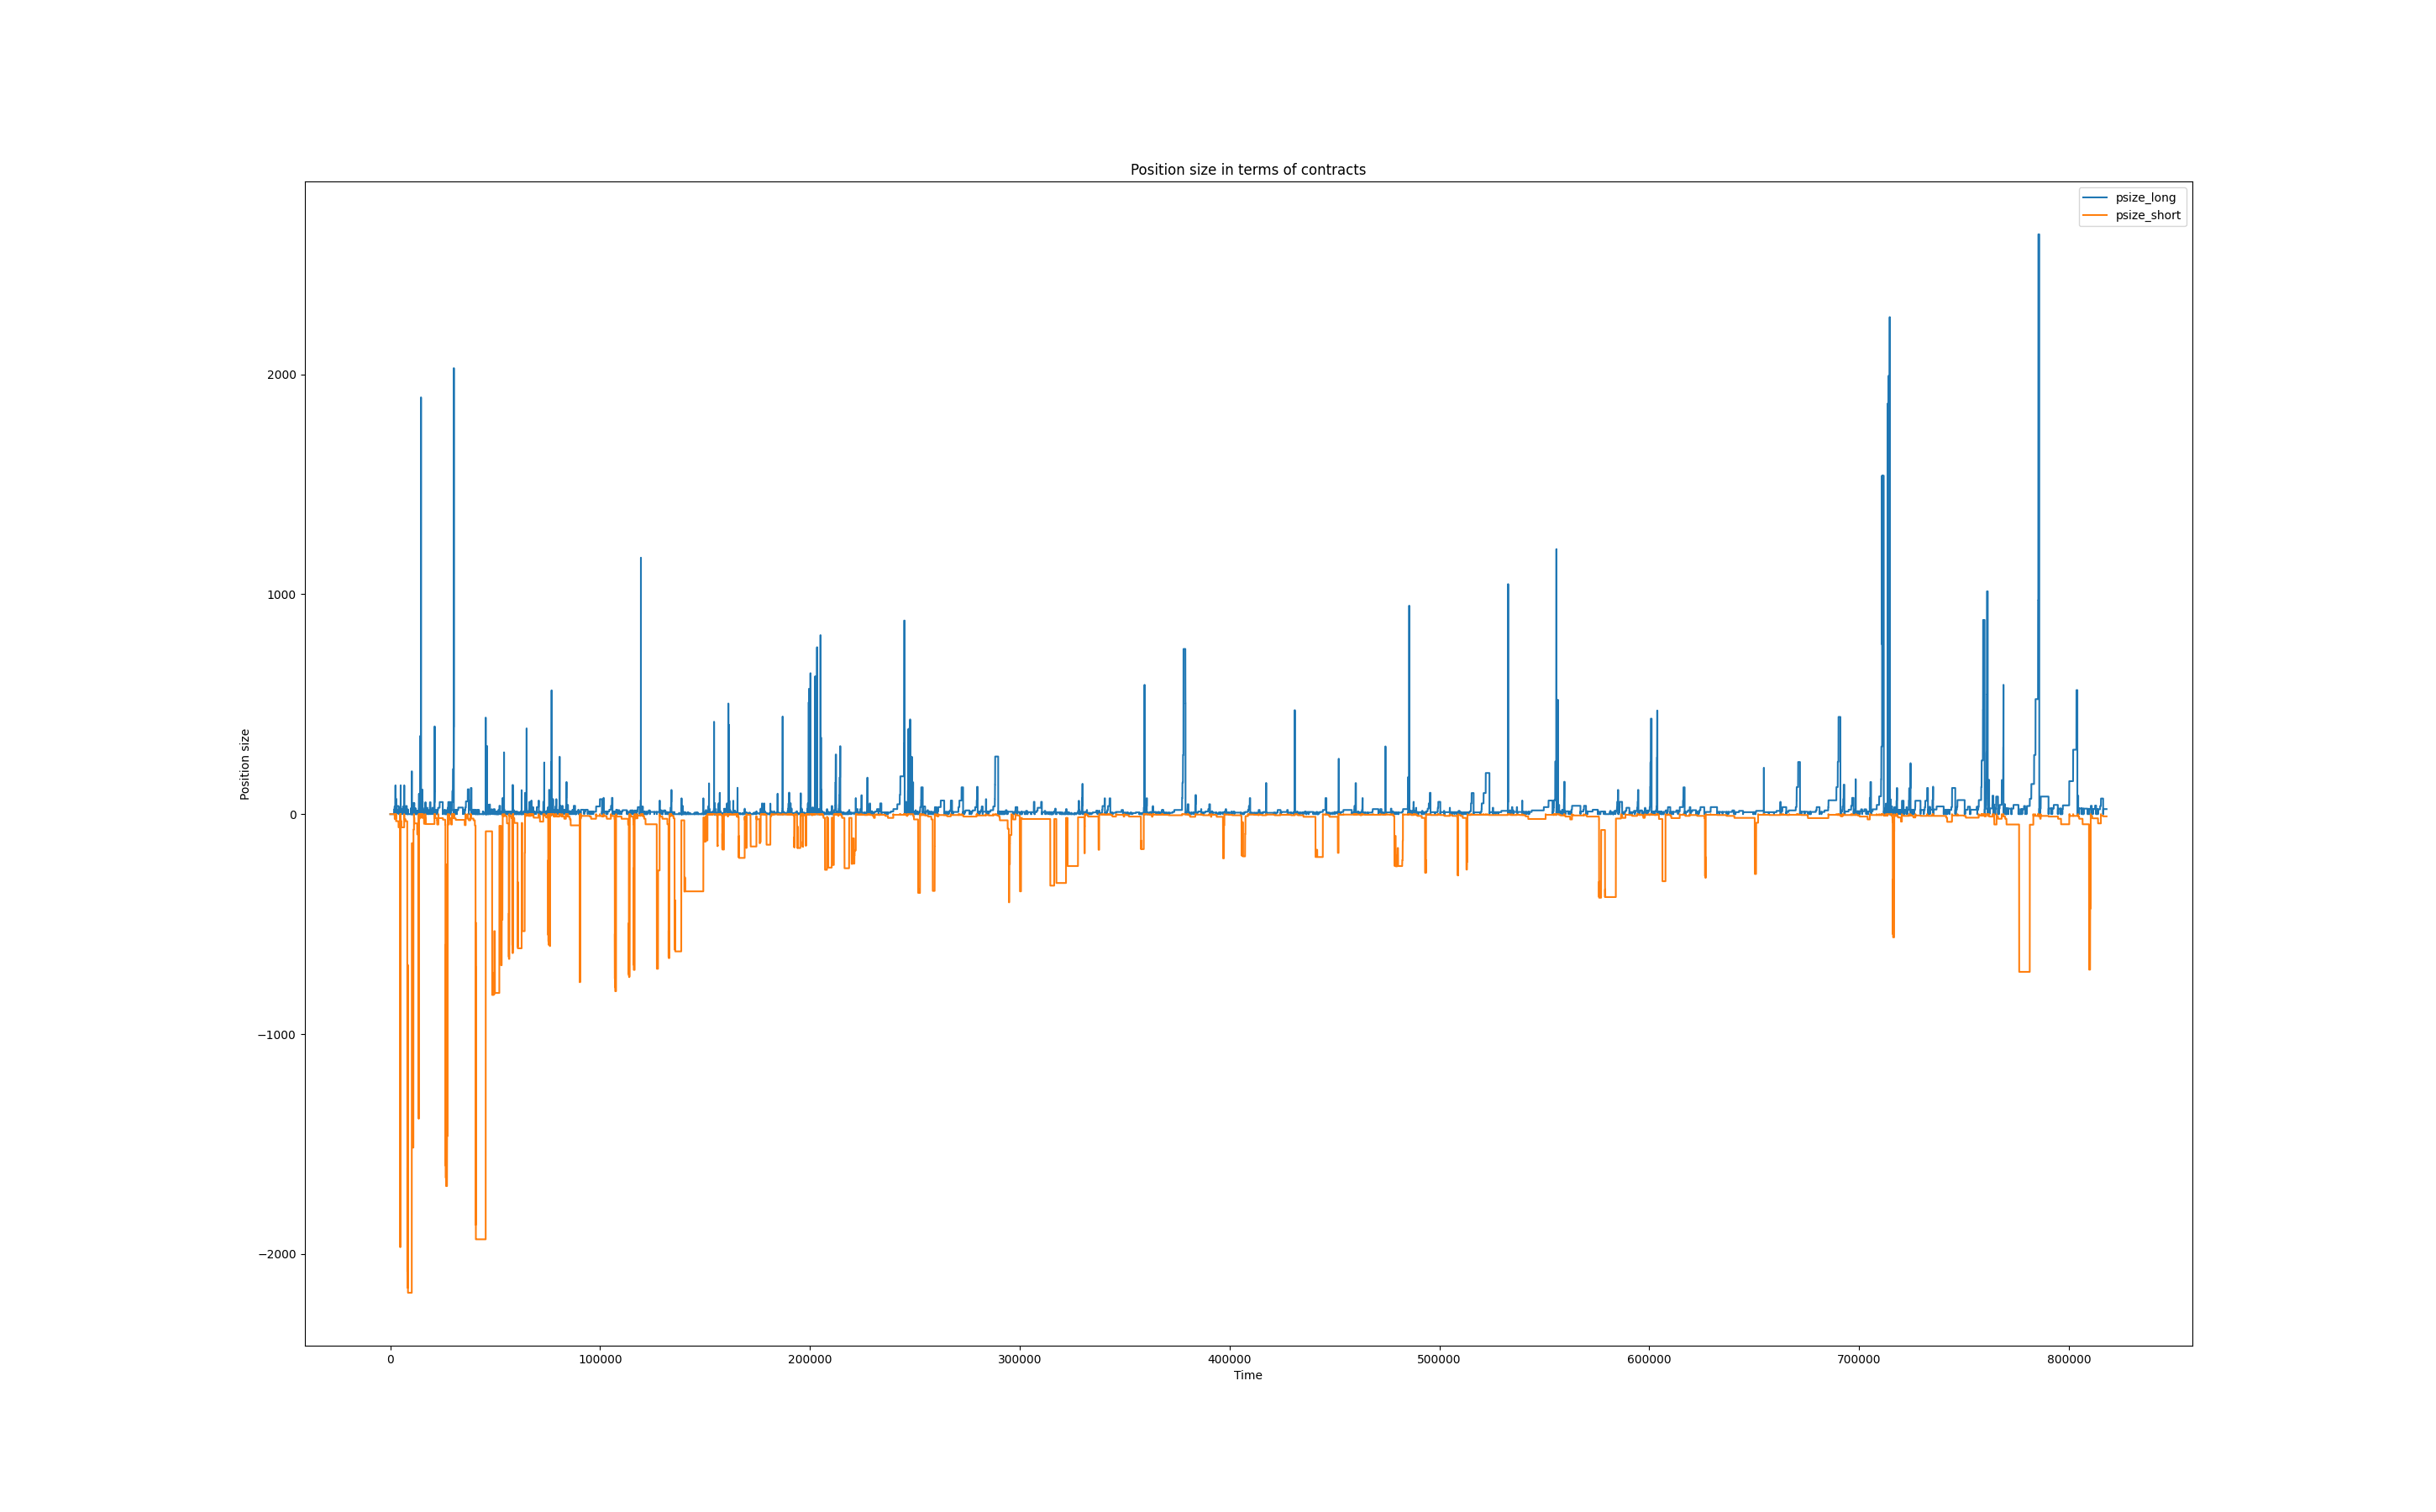 Position size in terms of contracts
psize_long
psize_short
Position size
2000
1000
0
−1000
−2000
0 100000 200000 300000 400000 500000 600000 700000 800000
Time